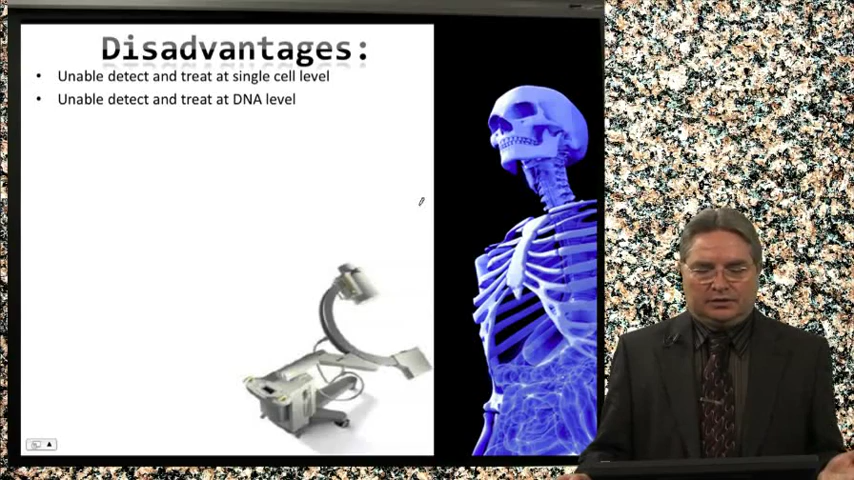 Disadvantages:
• Unable detect and treat at single cell level
• Unable detect and treat at DNA level